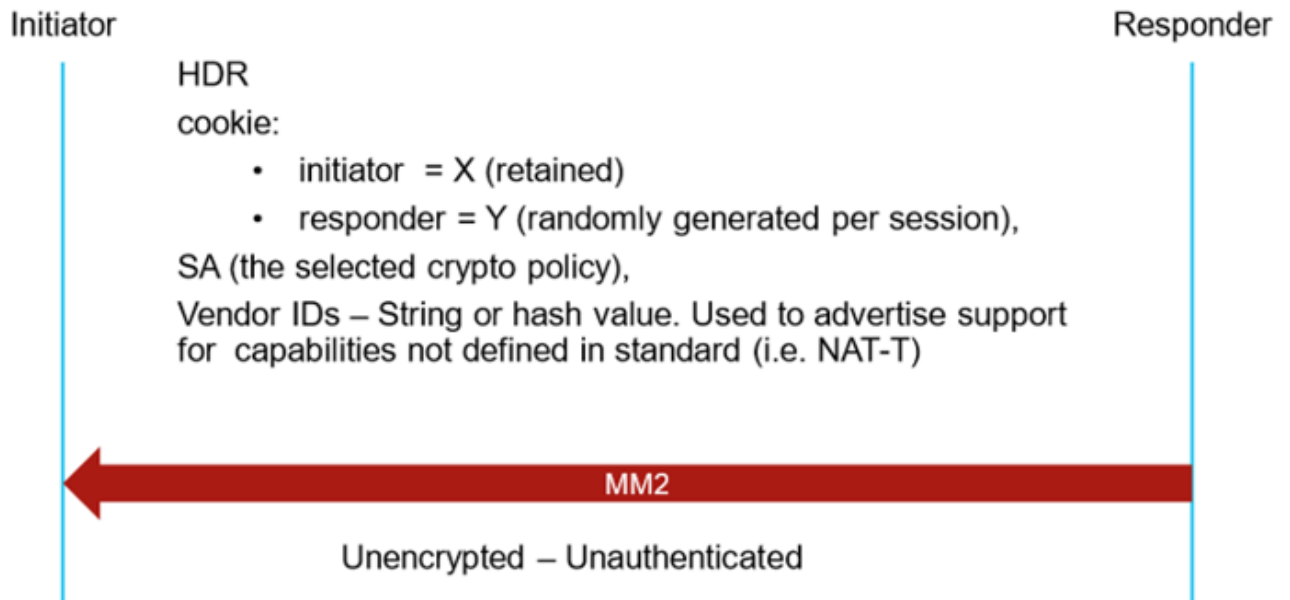 Initiator
Responder
HDR
cookie:
• initiator = X (retained)
• responder = Y (randomly generated per session),
SA (the selected crypto policy),
Vendor IDs – String or hash value. Used to advertise support
for capabilities not defined in standard (i.e. NAT-T)
MM2
Unencrypted – Unauthenticated